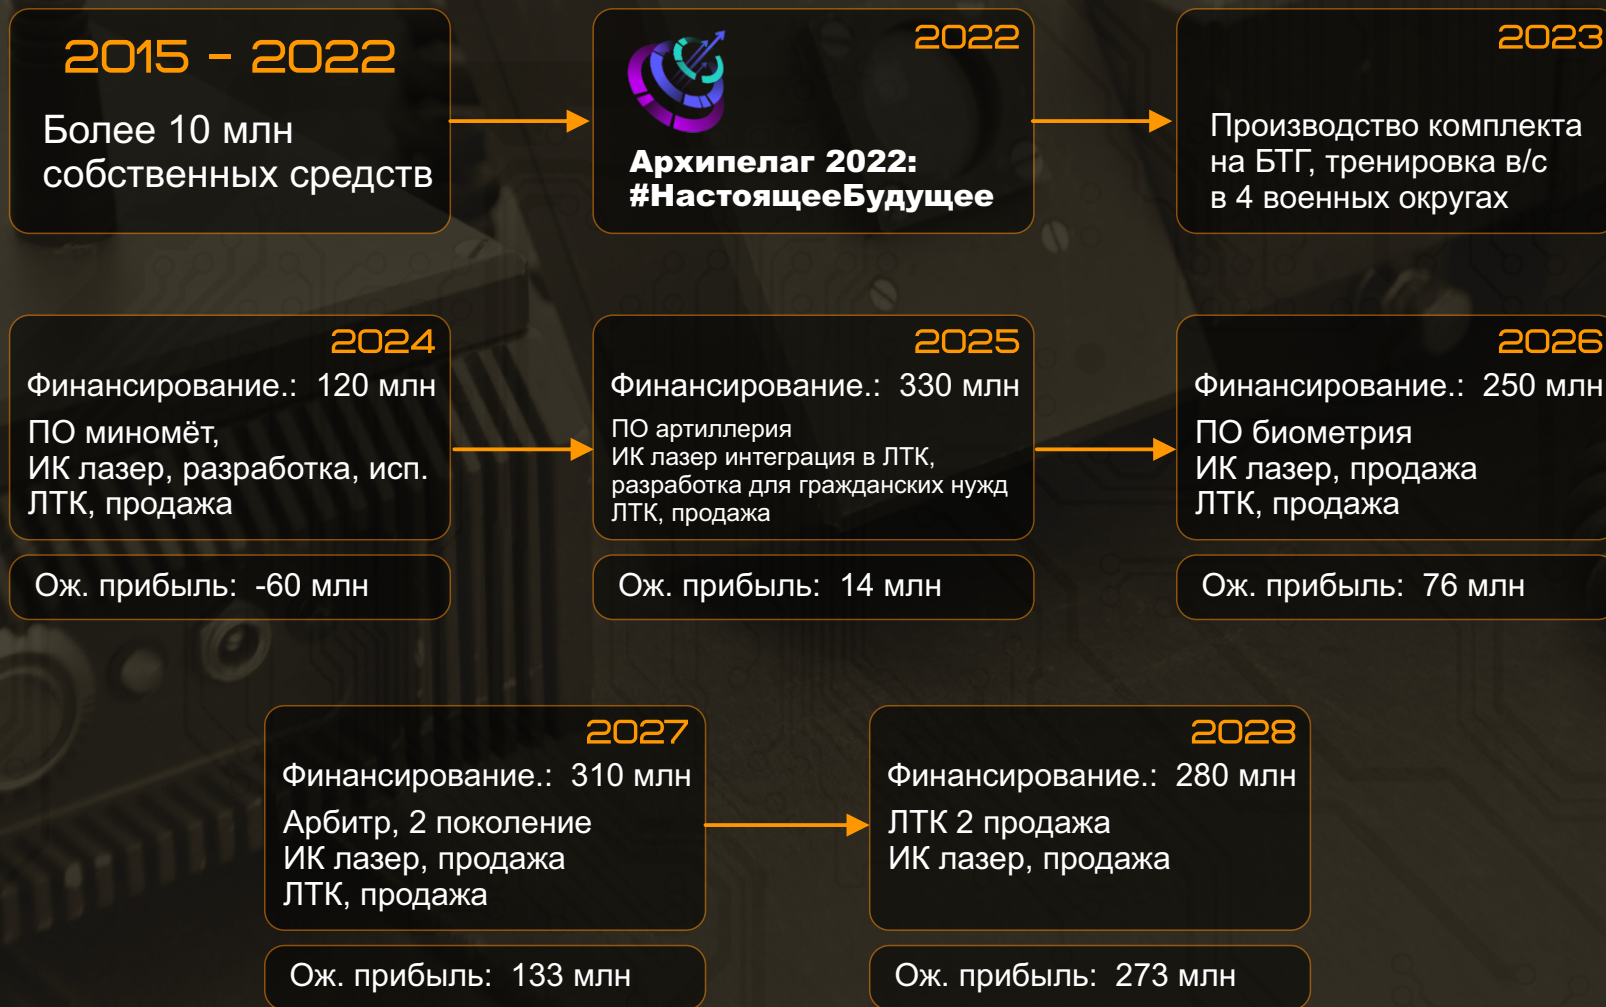 2015 - 2022
Более 10 млн
собственных средств
2022
Архипелаг 2022:
#НастоящееБудущее
2023
Производство комплекта
на БТГ, тренировка в/с
в 4 военных округах
2024
Финансирование.: 120 млн
ПО миномёт,
ИК лазер, разработка, исп.
ЛТК, продажа
Ож. прибыль: -60 млн
2025
Финансирование.: 330 млн
ПО артиллерия
ИК лазер интеграция в ЛТК,
разработка для гражданских нужд
ЛТК, продажа
Ож. прибыль: 14 млн
2026
Финансирование.: 250 млн
ПО биометрия
ИК лазер, продажа
ЛТК, продажа
Ож. прибыль: 76 млн
2027
Финансирование.: 310 млн
Арбитр, 2 поколение
ИК лазер, продажа
ЛТК, продажа
Ож. прибыль: 133 млн
2028
Финансирование.: 280 млн
ЛТК 2 продажа
ИК лазер, продажа
Ож. прибыль: 273 млн